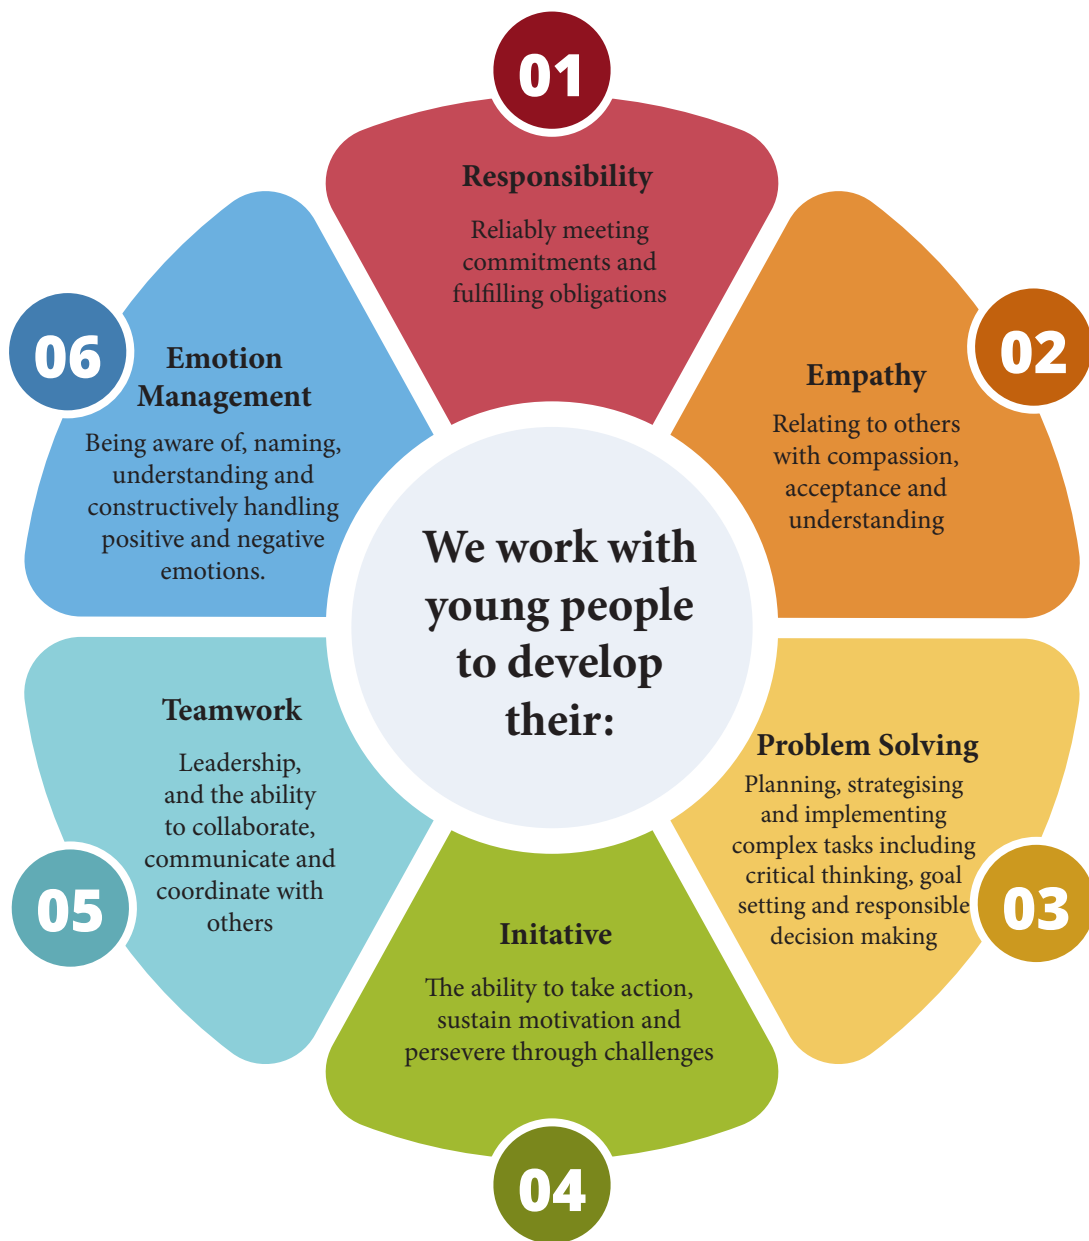 We work with
young people
to develop
their:
01
Responsibility
Reliably meeting
commitments and
fulfilling obligations
02
Empathy
Relating to others
with compassion,
acceptance and
understanding
03
Problem Solving
Planning, strategising
and implementing
complex tasks including
critical thinking, goal
setting and responsible
decision making
04
Initative
The ability to take action,
sustain motivation and
persevere through challenges
05
Teamwork
Leadership,
and the ability
to collaborate,
communicate and
coordinate with
others
06
Emotion
Management
Being aware of, naming,
understanding and
constructively handling
positive and negative
emotions.